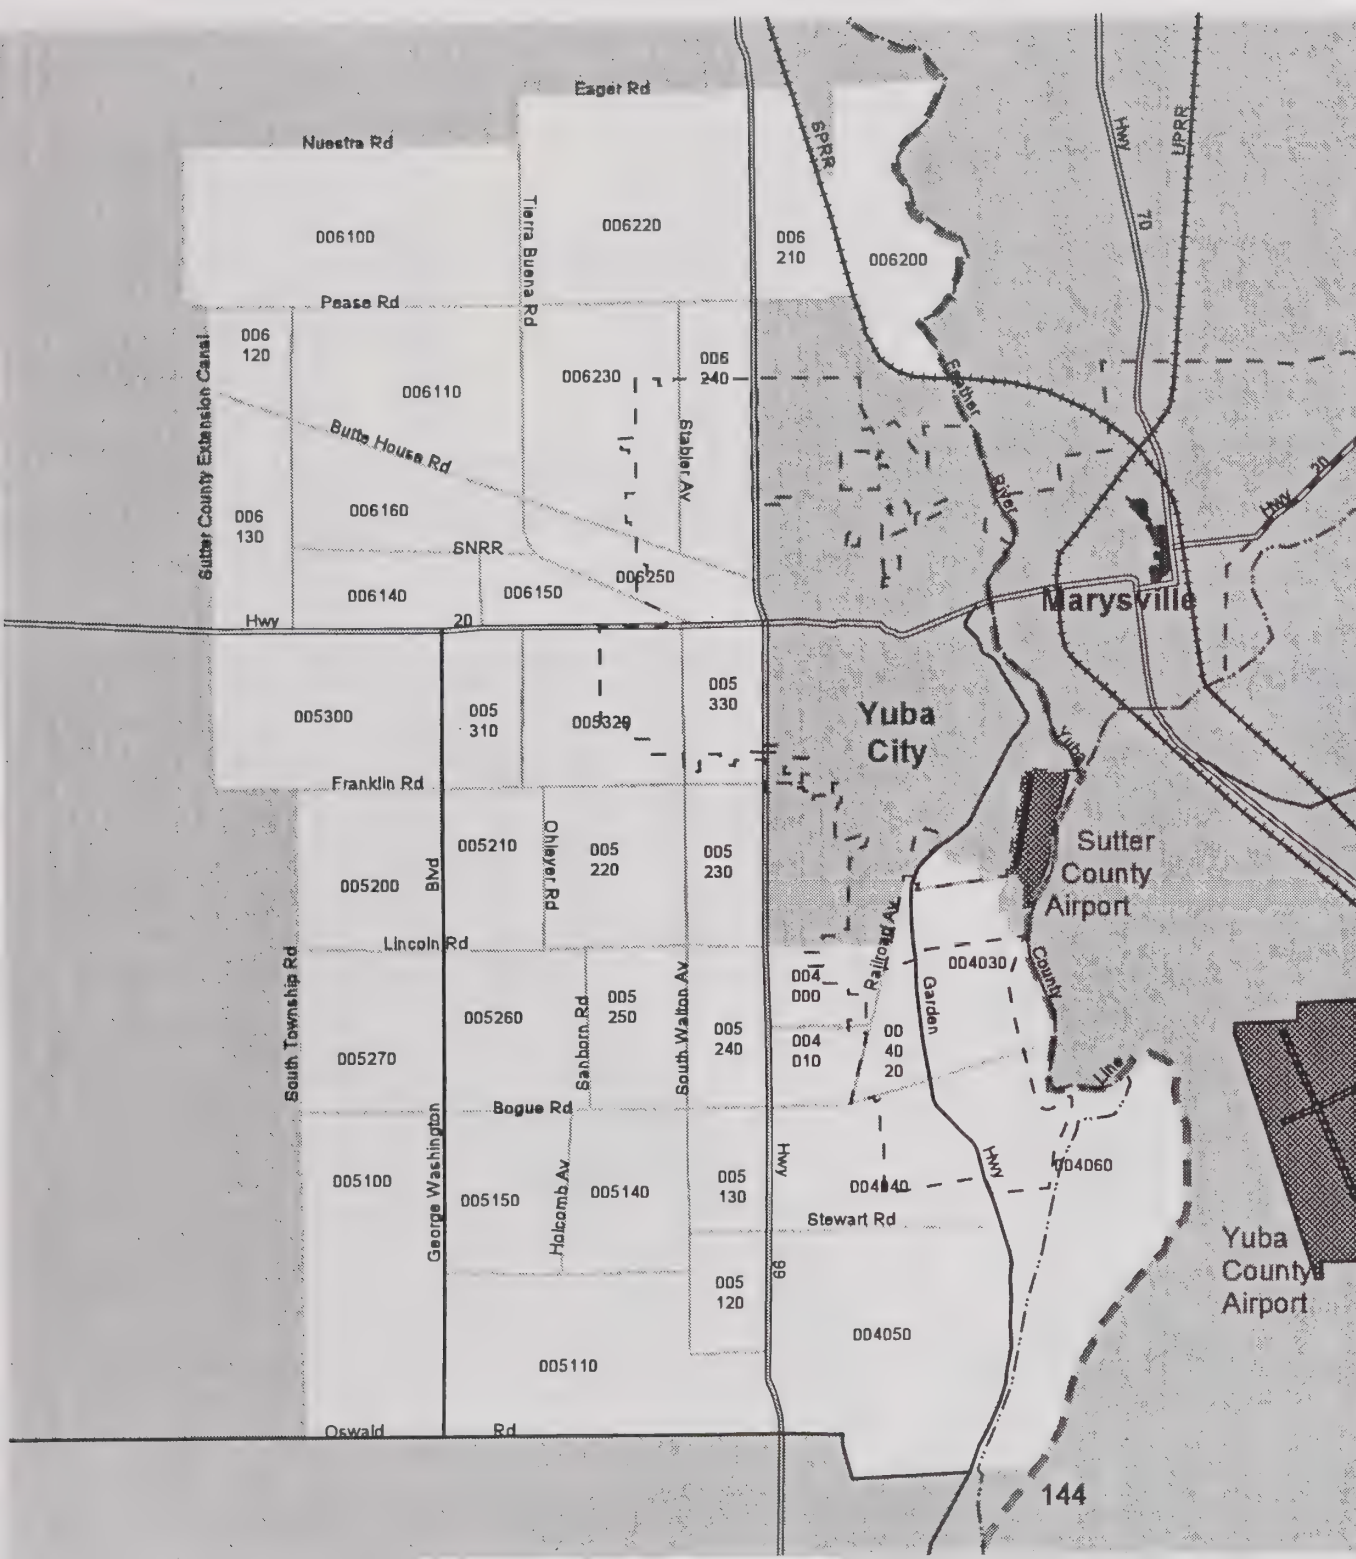 Eager Rd
Nuestra Rd
SPRR
Hwy
70
UPRR
Tierra Buena Rd
006100
006220
006
210
006200
Pease Rd
Sutter County Extension Canal
006
120
006110
006230
006
240
Feather
River
Butte House Rd
Stabler Av
006
130
006160
SNRR
006140
006150
006250
Hwy
20
Hwy 20
Marysville
005300
005
310
005320
005
330
Yuba
City
Yuba
Franklin Rd
Sutter
County
Airport
005200
Blvd
005210
Ohleyer Rd
005
220
005
230
Railroad Av
Lincoln Rd
South Township Rd
005270
005260
Sanborn Rd
005
250
South Walton Av
005
240
004
000
004
010
00
40
20
Garden
004030
County
Line
Bogue Rd
005100
George Washington
005150
Holcomb Av
005140
005
130
Hwy
004040
Hwy
004060
Stewart Rd
99
005
120
004050
005110
Yuba
County
Airport
Oswald Rd
144